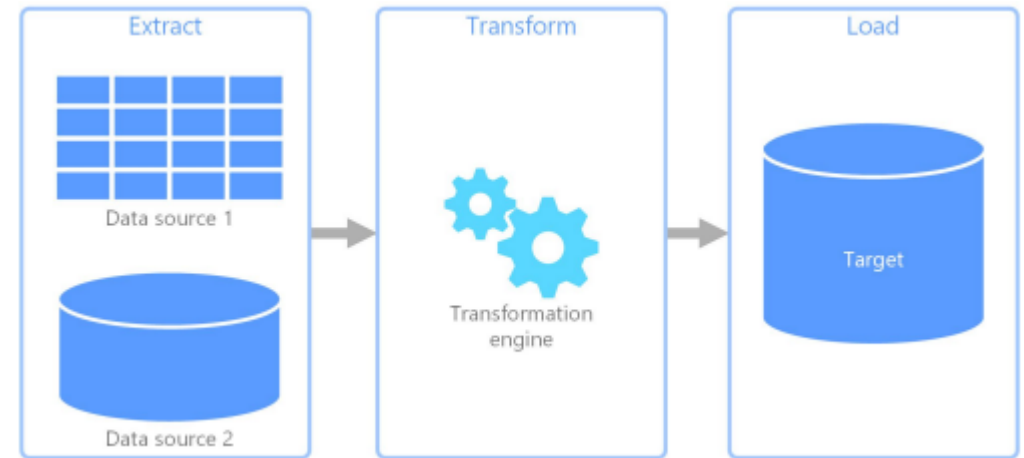 Extract
Data source 1
Data source 2
Transform
Transformation
engine
Load
Target